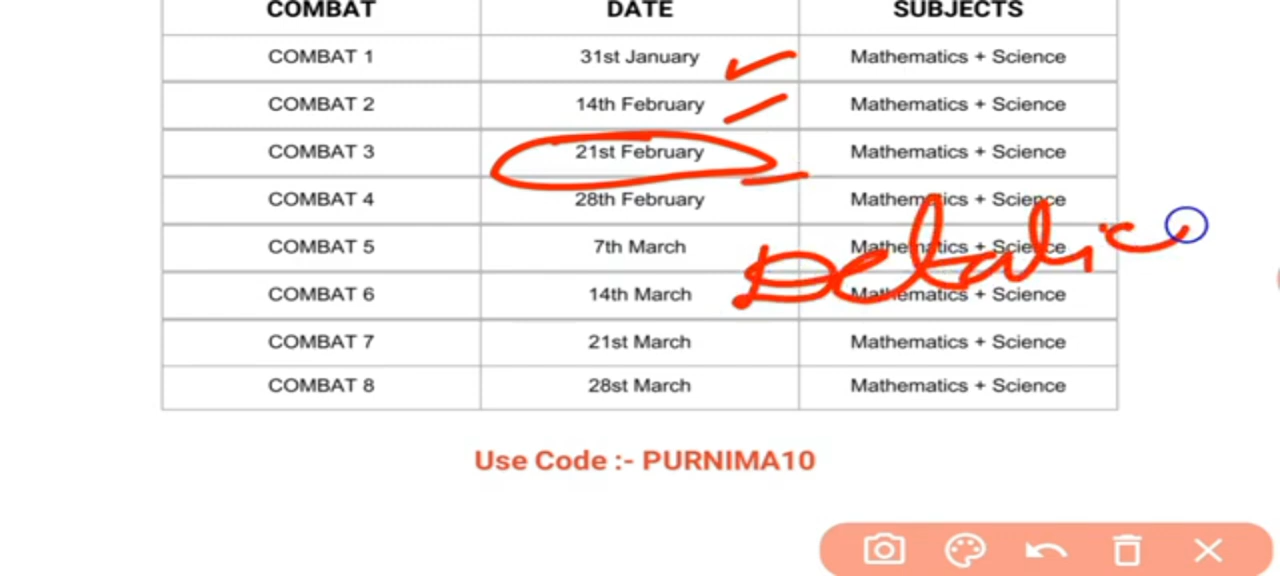 COMBAT DATE SUBJECTS
COMBAT 1 31st January Mathematics + Science
COMBAT 2 14th February Mathematics + Science
COMBAT 3 21st February Mathematics + Science
COMBAT 4 28th February Mathematics + Science
COMBAT 5 7th March Mathematics + Science
COMBAT 6 14th March Mathematics + Science
COMBAT 7 21st March Mathematics + Science
COMBAT 8 28st March Mathematics + Science
Use Code :- PURNIMA10